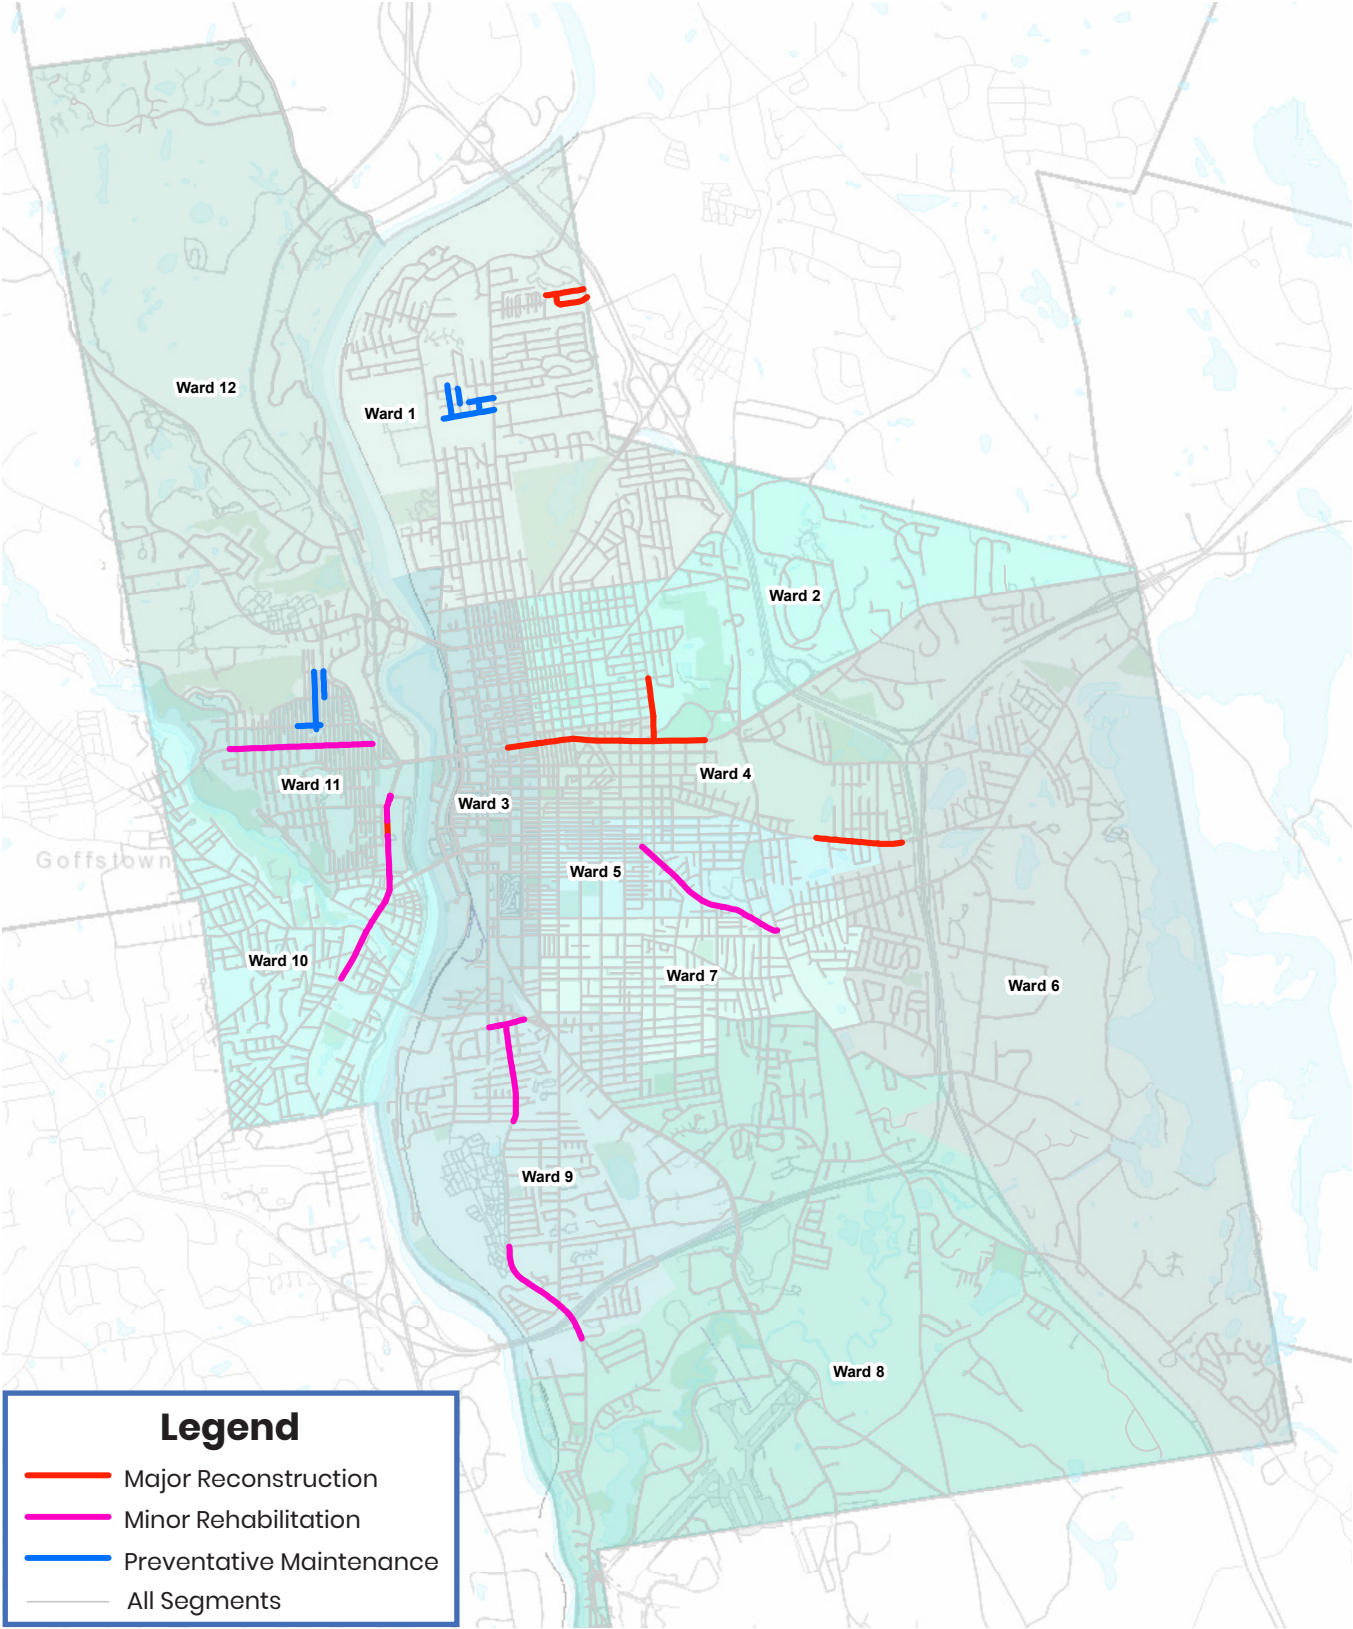 Ward 12
Ward 1
Ward 2
Ward 4
Ward 11
Ward 3
Goffstown
Ward 5
Ward 10
Ward 7
Ward 6
Ward 9
Ward 8
Legend
Major Reconstruction
Minor Rehabilitation
Preventative Maintenance
All Segments